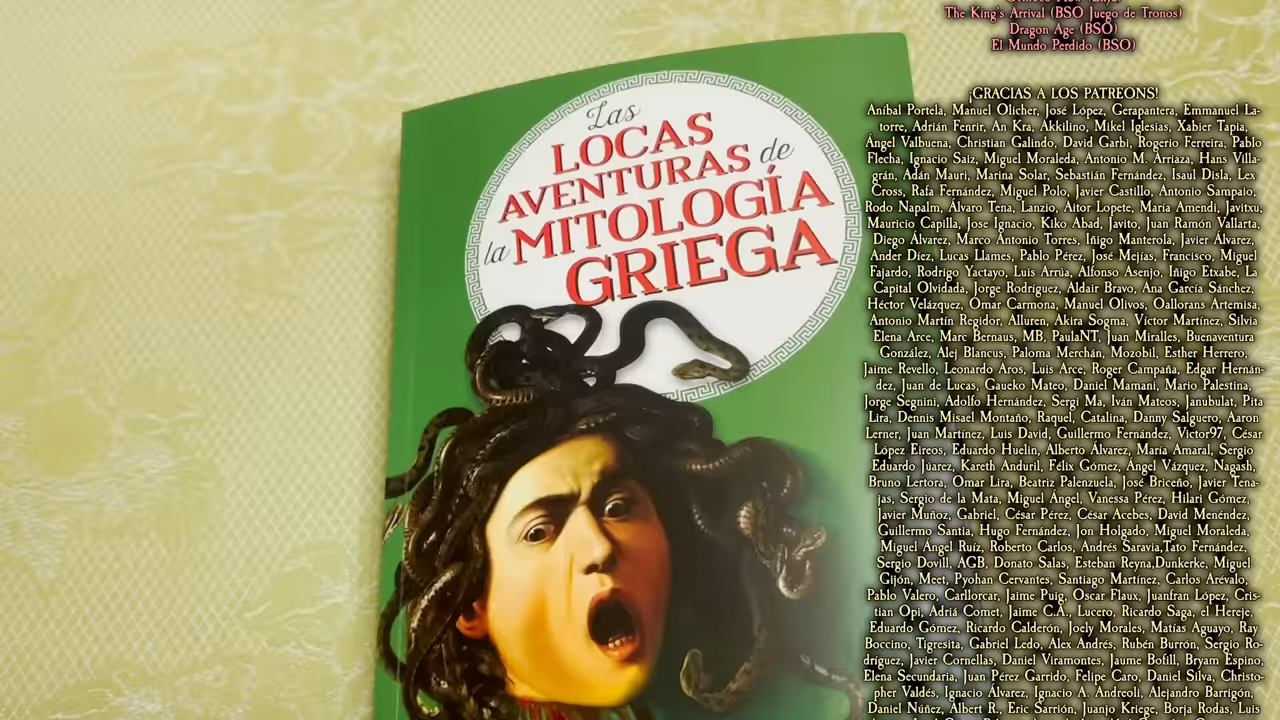 Las
LOCAS
AVENTURAS de
la MITOLOGÍA
GRIEGA
The King's Arrival (BSO Juego de Tronos)
Dragon Age (BSO)
El Mundo Perdido (BSO)
¡GRACIAS A LOS PATREONS!
Aníbal Portela, Manuel Olicher, José López, Gerapantera, Emmanuel La-
torre, Adrián Fenrir, An Kra, Akkilino, Mikel Iglesias, Xabier Tapia,
Ángel Valbuena, Christian Galindo, David Garbi, Rogerio Ferreira, Pablo
Flecha, Ignacio Saiz, Miguel Moraleda, Antonio M. Arriaza, Hans Villa-
grán, Adán Mauri, Marina Solar, Sebastián Fernández, Isaul Disla, Lex
Cross, Rafa Fernández, Miguel Polo, Javier Castillo, Antonio Sampaio,
Rodo Napalm, Álvaro Tena, Lanzio, Aitor Lopete, María Amendi, Javitxu,
Mauricio Capilla, Jose Ignacio, Kiko Abad, Javito, Juan Ramón Vallarta,
Diego Álvarez, Marco Antonio Torres, Iñigo Manterola, Javier Álvarez,
Ander Díez, Lucas Llames, Pablo Pérez, José Mejías, Francisco, Miguel
Fajardo, Rodrigo Yactayo, Luis Arrúa, Alfonso Asenjo, Iñigo Etxabe, La
Capital Olvidada, Jorge Rodríguez, Aldair Bravo, Ana García Sánchez,
Héctor Velázquez, Omar Carmona, Manuel Olivos, Oallorans Artemisa,
Antonio Martín Regidor, Alluren, Akira Sogma, Víctor Martínez, Silvia
Elena Arce, Marc Bernaus, MB, PaulaNT, Juan Miralles, Buenaventura
González, Alej Blancus, Paloma Merchán, Mozobil, Esther Herrero,
Jaime Revello, Leonardo Aros, Luis Arce, Roger Campaña, Edgar Hernán-
dez, Juan de Lucas, Gaueko Mateo, Daniel Mamani, Mario Palestina,
Jorge Segnini, Adolfo Hernández, Sergi Ma, Iván Mateos, Janubulat, Pita
Lira, Dennis Misael Montaño, Raquel, Catalina, Danny Salguero, Aaron
Lerner, Juan Martínez, Luis David, Guillermo Fernández, Victor97, César
López Eireos, Eduardo Huelin, Alberto Álvarez, María Amaral, Sergio
Eduardo Júarez, Kareth Anduril, Félix Gómez, Ángel Vázquez, Nagash,
Bruno Lertora, Omar Lira, Beatriz Palenzuela, José Briceño, Javier Tena-
jas, Sergio de la Mata, Miguel Ángel, Vanessa Pérez, Hilari Gómez,
Javier Muñoz, Gabriel, César Pérez, César Acebes, David Menéndez,
Guillermo Santia, Hugo Fernández, Jon Holgado, Miguel Moraleda,
Miguel Ángel Ruíz, Roberto Carlos, Andrés Saravia,Tato Fernández,
Sergio Dovill, AGB, Donato Salas, Esteban Reyna,Dunkerke, Miguel
Gijón, Meet, Pyohan Cervantes, Santiago Martínez, Carlos Arévalo,
Pablo Valero, Carllorcar, Jaime Puig, Oscar Flaux, Juanfran López, Cris-
tian Opi, Adriá Comet, Jaime C.A., Lucero, Ricardo Saga, el Hereje,
Eduardo Gómez, Ricardo Calderón, Joely Morales, Matías Aguayo, Ray
Boccino, Tigresita, Gabriel Ledo, Alex Andrés, Rubén Burrón, Sergio Ro-
dríguez, Javier Cornellas, Daniel Viramontes, Jaume Bofill, Bryam Espino,
Elena Secundaria, Juan Pérez Garrido, Felipe Caro, Daniel Silva, Christo-
pher Valdés, Ignacio Álvarez, Ignacio A. Andreoli, Alejandro Barrigón,
Daniel Núñez, Albert R., Eric Sarrión, Juanjo Kriege, Borja Rodas, Luis